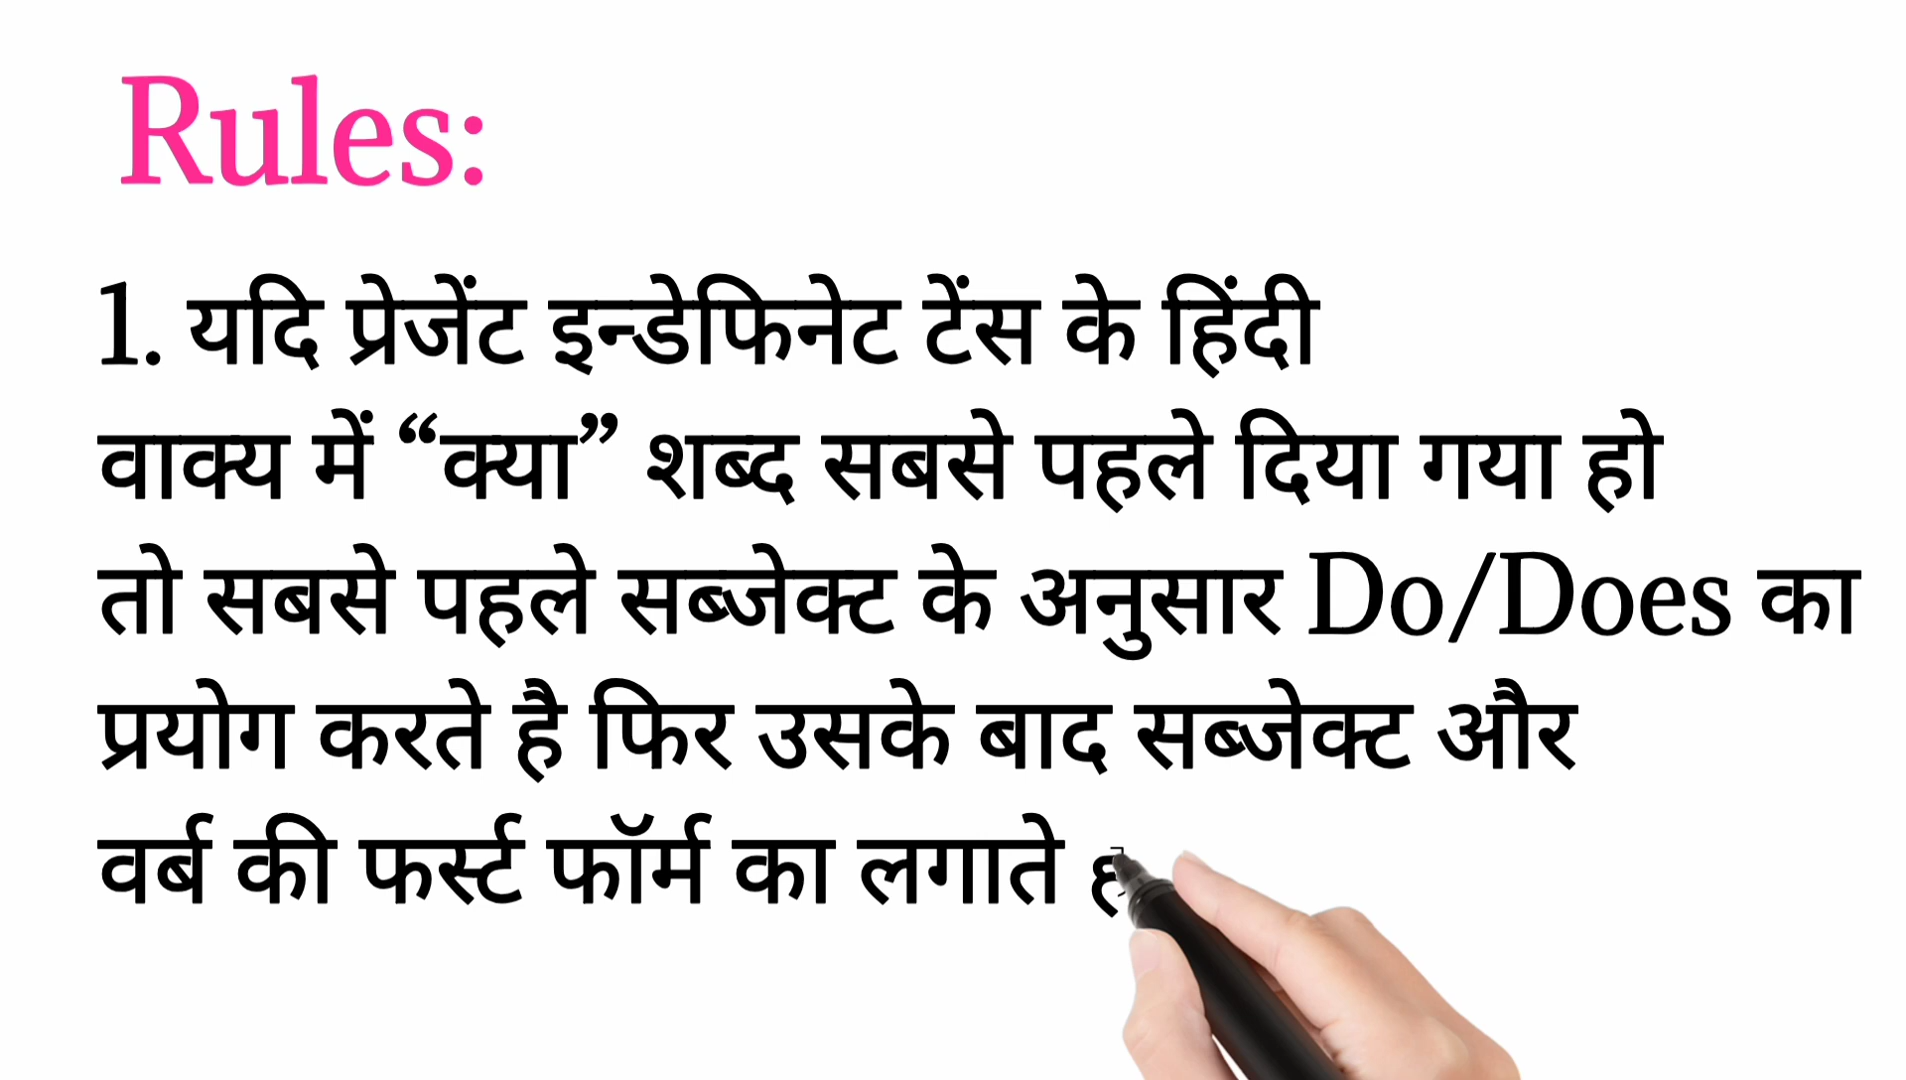 Rules:
1. यदि प्रेजेंट इन्डेफिनेट टेंस के हिंदी
वाक्य में “क्या” शब्द सबसे पहले दिया गया हो
तो सबसे पहले सब्जेक्ट के अनुसार Do/Does का
प्रयोग करते है फिर उसके बाद सब्जेक्ट और
वर्ब की फर्स्ट फॉर्म का लगाते